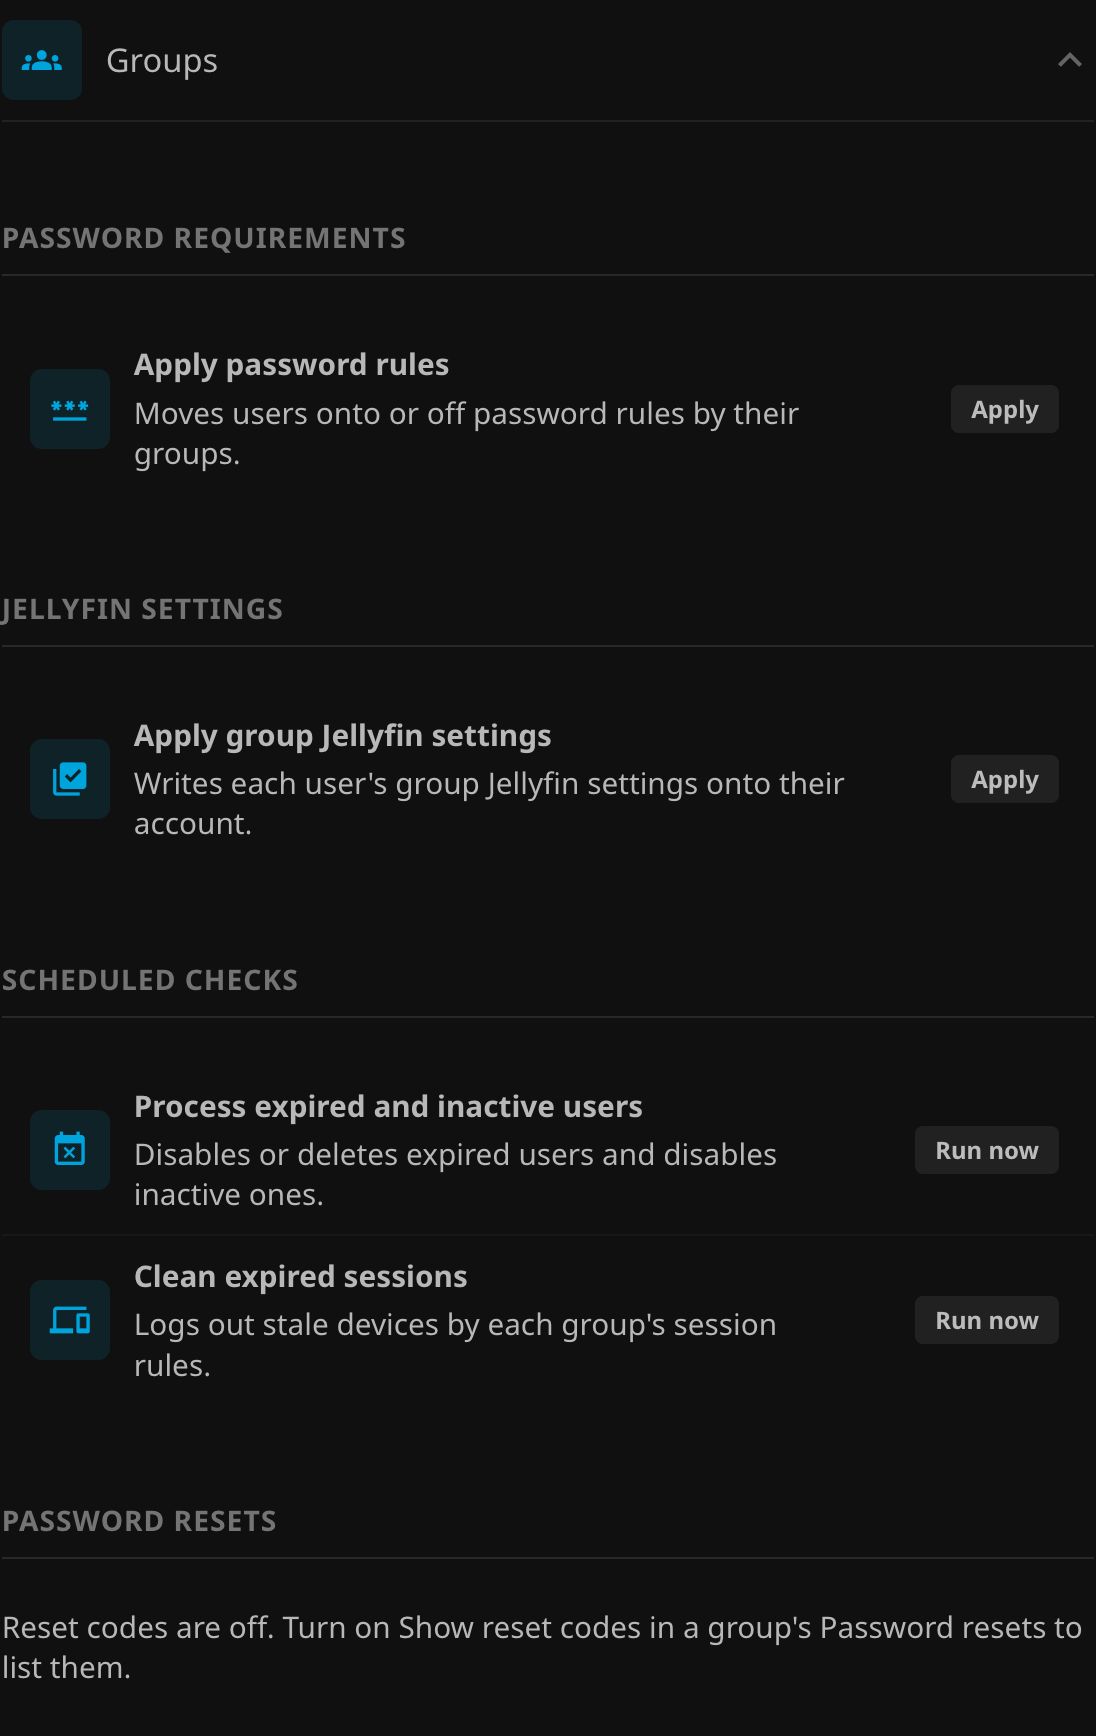 Groups
PASSWORD REQUIREMENTS
Apply password rules
Moves users onto or off password rules by their
groups.
Apply
JELLYFIN SETTINGS
Apply group Jellyfin settings
Writes each user's group Jellyfin settings onto their
account.
Apply
SCHEDULED CHECKS
Process expired and inactive users
Disables or deletes expired users and disables
inactive ones.
Run now
Clean expired sessions
Logs out stale devices by each group's session
rules.
Run now
PASSWORD RESETS
Reset codes are off. Turn on Show reset codes in a group's Password resets to
list them.